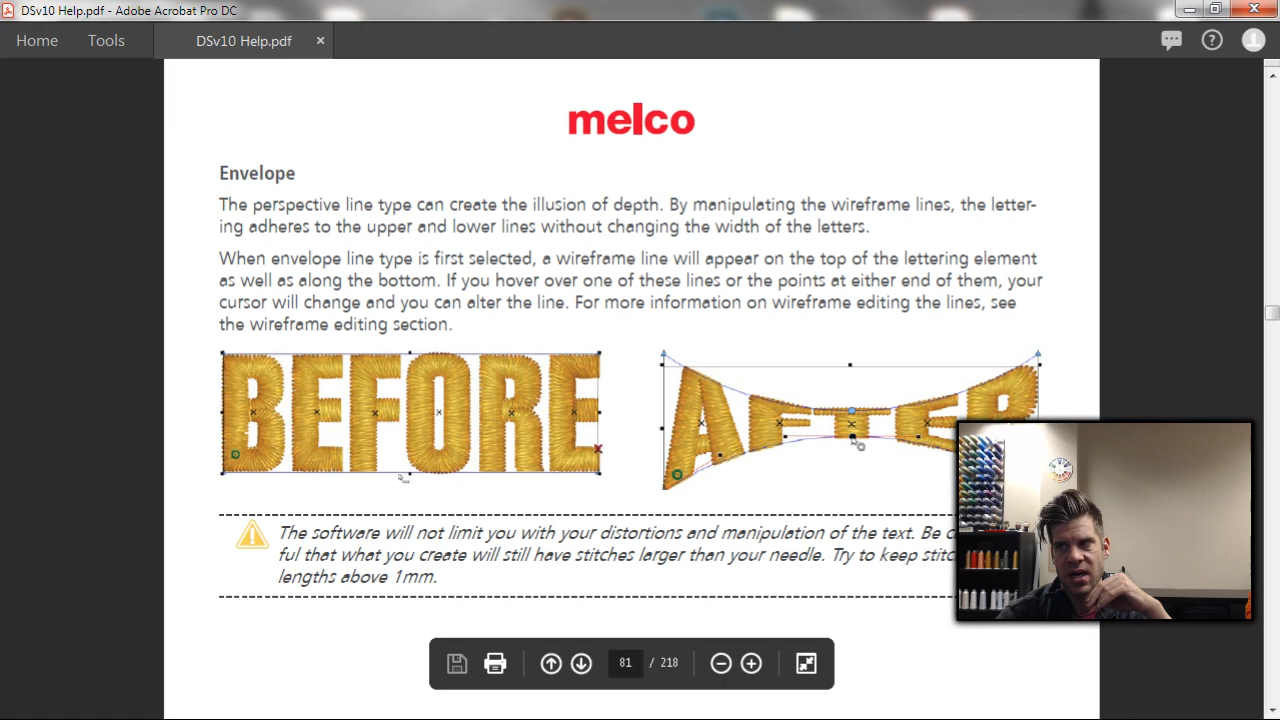 DSv10 Help.pdf - Adobe Acrobat Pro DC
Home
Tools
DSv10 Help.pdf
melco
Envelope
The perspective line type can create the illusion of depth. By manipulating the wireframe lines, the letter-
ing adheres to the upper and lower lines without changing the width of the letters.
When envelope line type is first selected, a wireframe line will appear on the top of the lettering element
as well as along the bottom. If you hover over one of these lines or the points at either end of them, your
cursor will change and you can alter the line. For more information on wireframe editing the lines, see
the wireframe editing section.
BEFORE
AFTER
The software will not limit you with your distortions and manipulation of the text. Be c
ful that what you create will still have stitches larger than your needle. Try to keep stitc
lengths above 1mm.
81 / 218